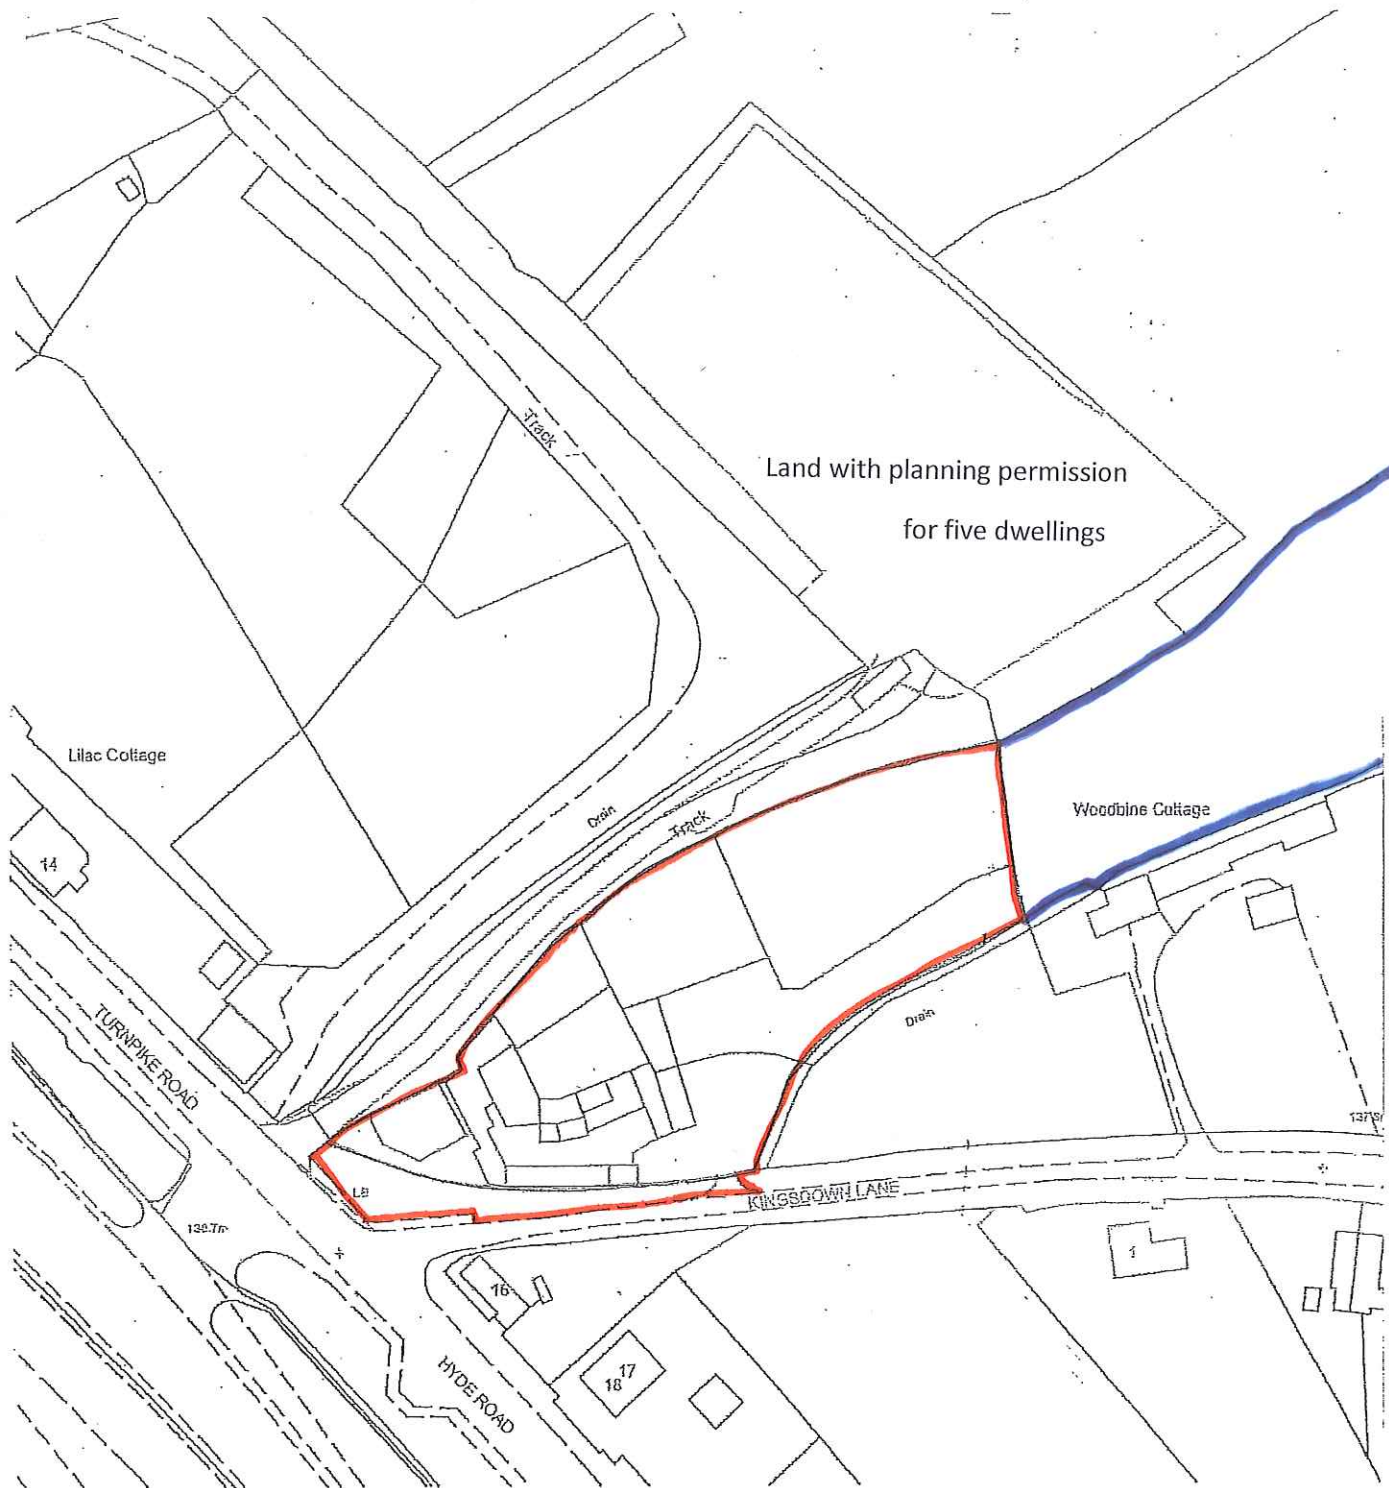 Track
Land with planning permission
for five dwellings
Lilac Cottage
Drain
Track
Woodbine Cottage
14
Drain
TURNPIKE ROAD
LB
KINGSDOWN LANE
1
16
17
18
HYDE ROAD